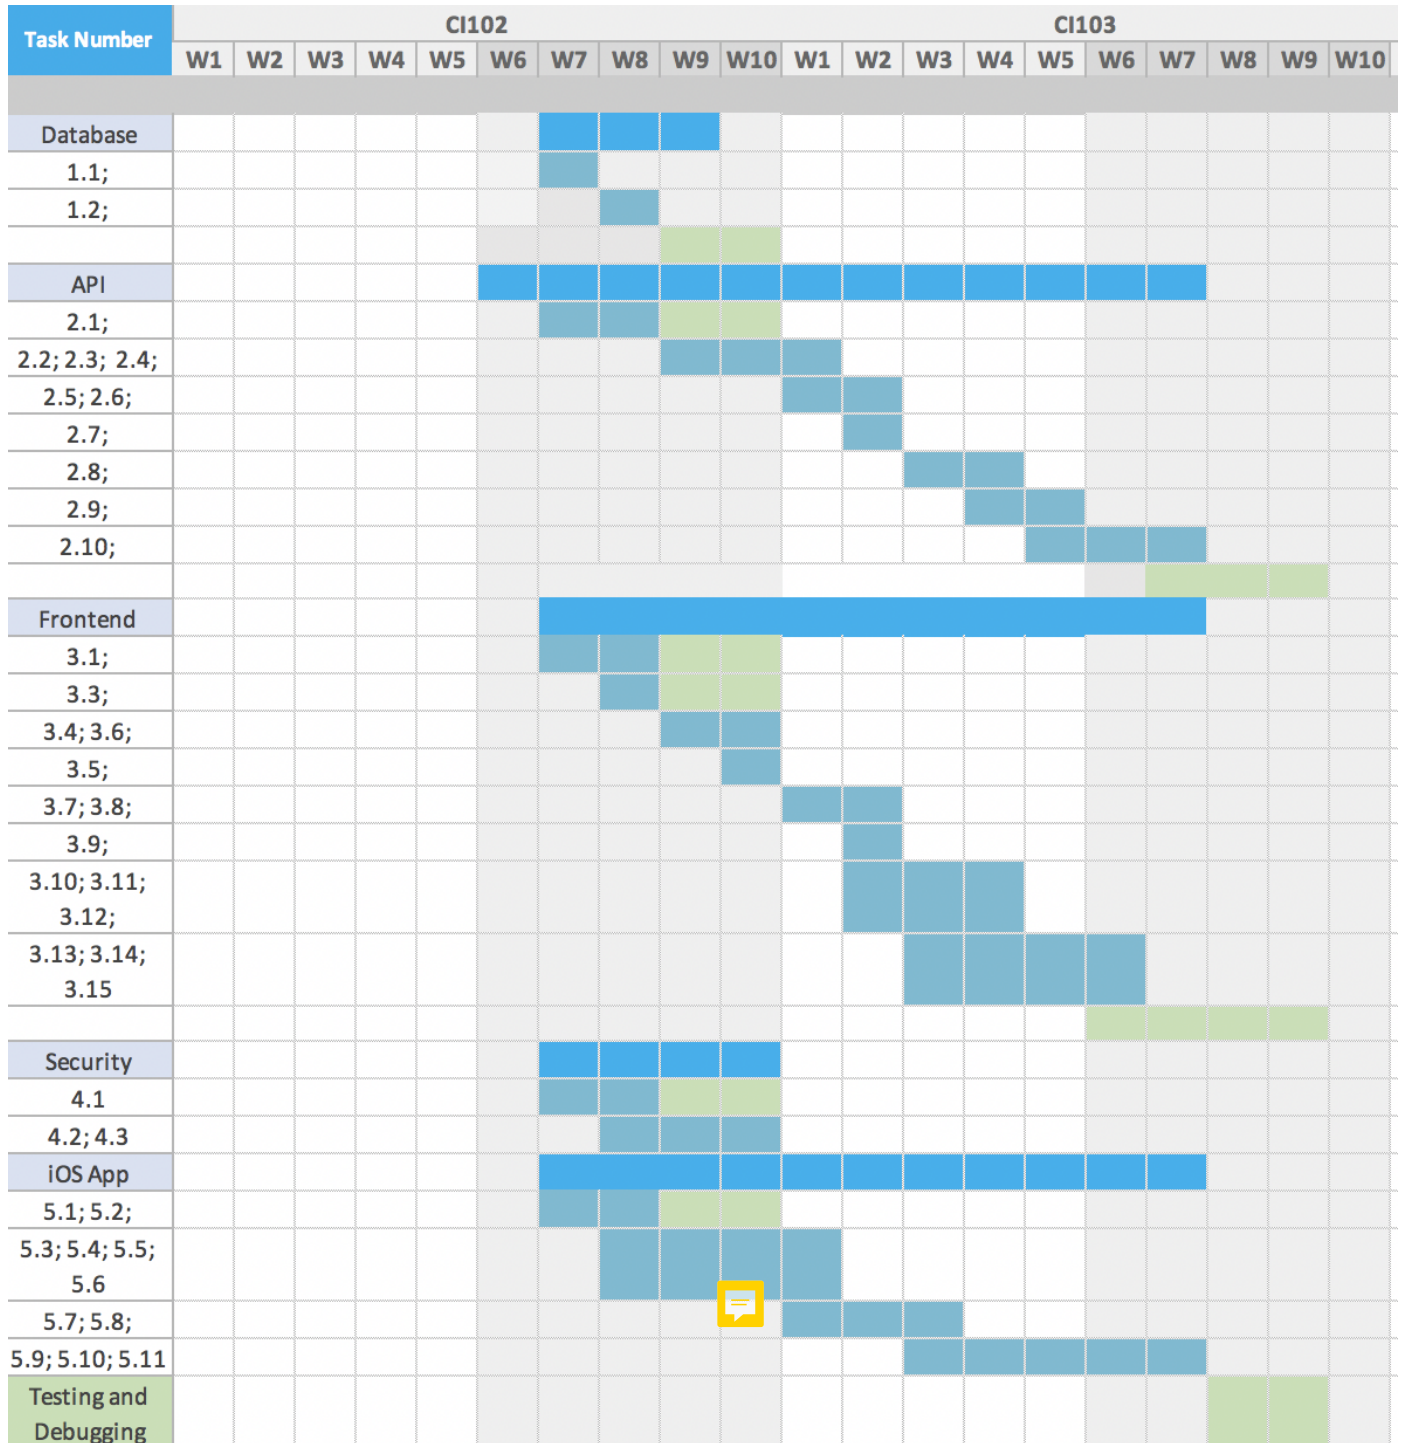 CI102 CI103
Task Number
W1 W2 W3 W4 W5 W6 W7 W8 W9 W10 W1 W2 W3 W4 W5 W6 W7 W8 W9 W10
Database
1.1;
1.2;
API
2.1;
2.2; 2.3; 2.4;
2.5; 2.6;
2.7;
2.8;
2.9;
2.10;
Frontend
3.1;
3.3;
3.4; 3.6;
3.5;
3.7; 3.8;
3.9;
3.10; 3.11;
3.12;
3.13; 3.14;
3.15
Security
4.1
4.2; 4.3
iOS App
5.1; 5.2;
5.3; 5.4; 5.5;
5.6
5.7; 5.8;
5.9; 5.10; 5.11
Testing and
Debugging